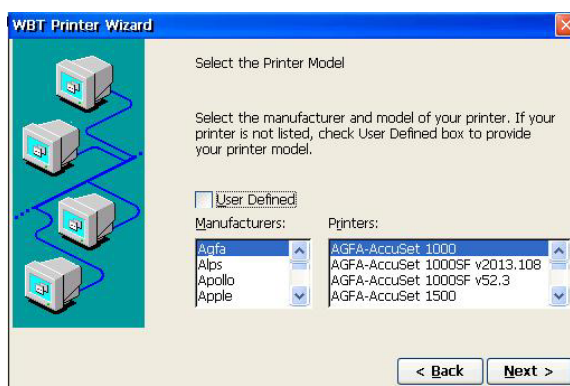 WBT Printer Wizard
Select the Printer Model
Select the manufacturer and model of your printer. If your
printer is not listed, check User Defined box to provide
your printer model.
User Defined
Manufacturers:
Printers:
Agfa
Alps
Apollo
Apple
AGFA-AccuSet 1000
AGFA-AccuSet 1000SF v2013.108
AGFA-AccuSet 1000SF v52.3
AGFA-AccuSet 1500
< Back
Next >